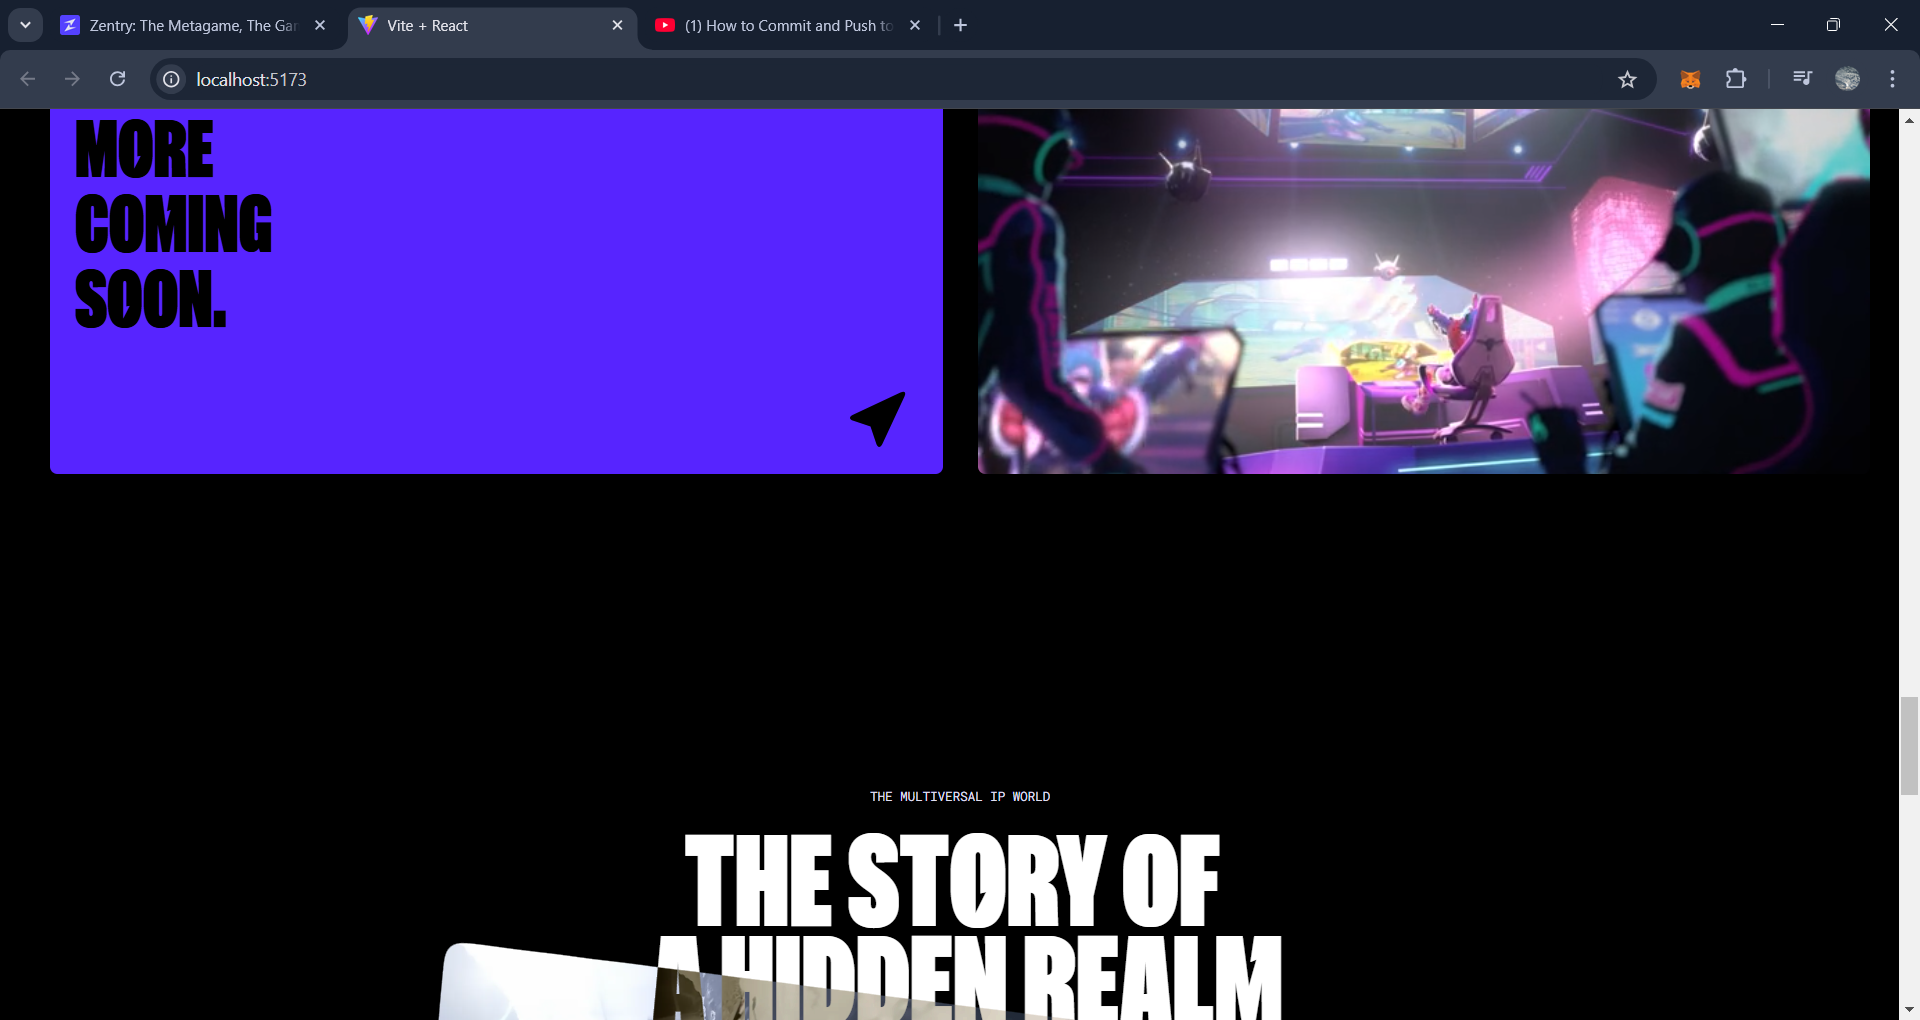 Zentry: The Metagame, The Gar
Vite + React
(1) How to Commit and Push to
localhost:5173
MORE
COMING
SOON.
THE MULTIVERSAL IP WORLD
THE STORY OF
A HIDDEN REALM